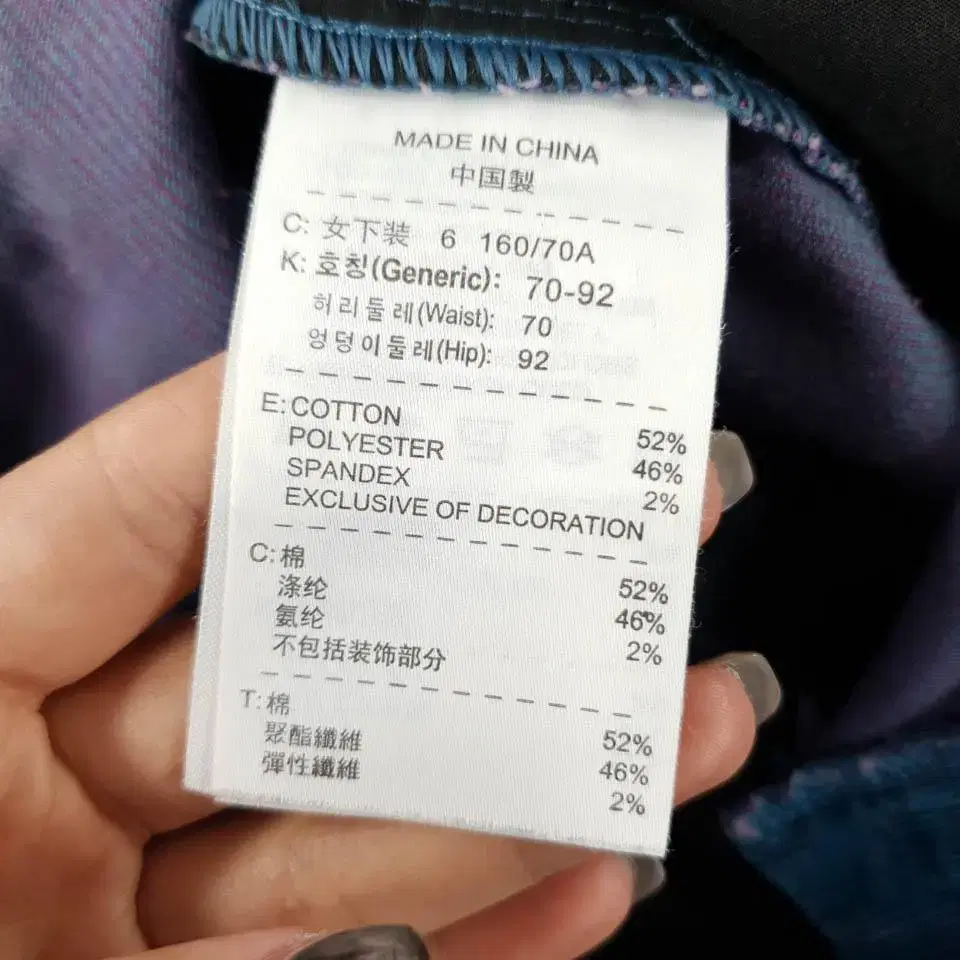 MADE IN CHINA
中国製
C: 女下装 6 160/70A
K: 호칭(Generic): 70-92
허리둘레(Waist): 70
엉덩이둘레(Hip): 92
E: COTTON 52%
POLYESTER 46%
SPANDEX 2%
EXCLUSIVE OF DECORATION
C: 棉 52%
涤纶 46%
氨纶 2%
不包括装饰部分
T: 棉 52%
聚酯纖維 46%
彈性纖維 2%